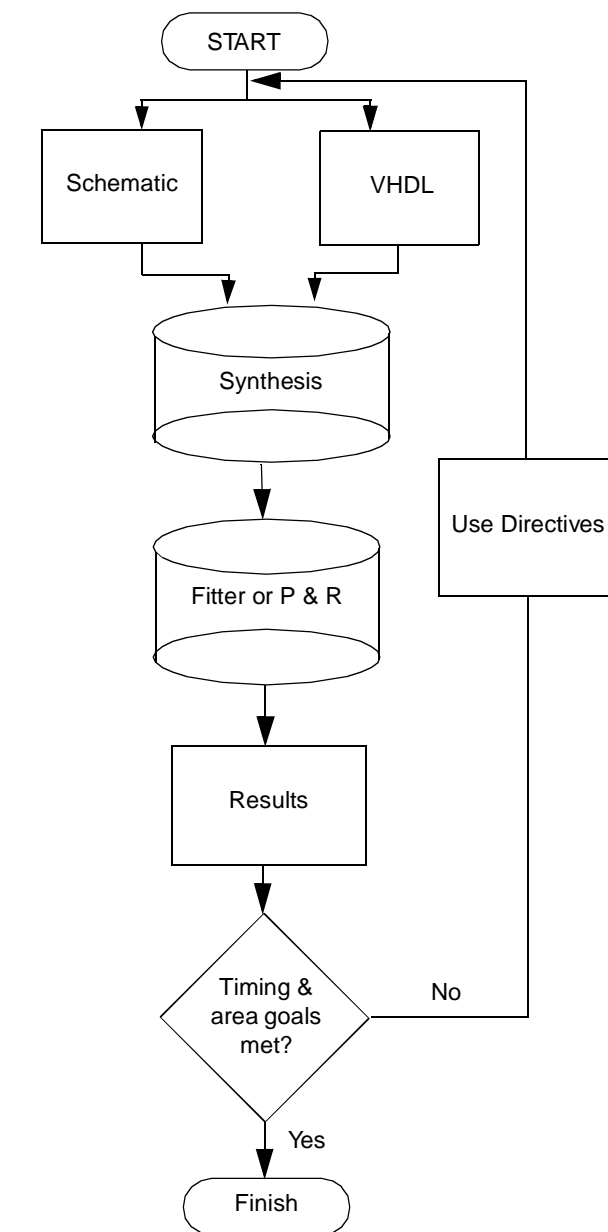 START
Schematic
VHDL
Synthesis
Use Directives
Fitter or P & R
Results
Timing &
area goals
met?
No
Yes
Finish